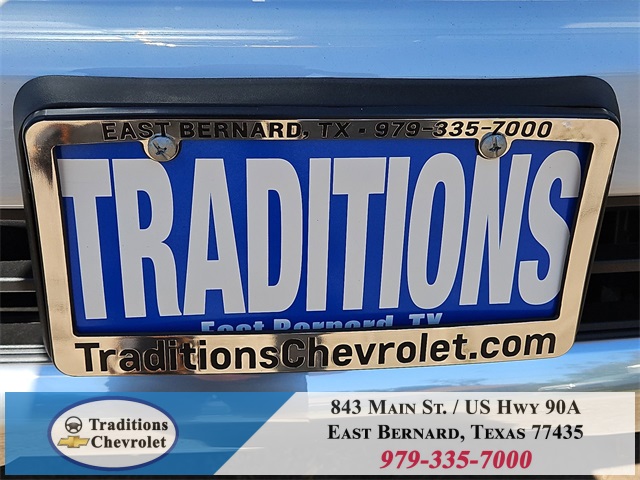 EAST BERNARD, TX - 979-335-7000
TRADITIONS
East Bernard, TX
TraditionsChevrolet.com
Traditions
Chevrolet
843 MAIN ST. / US HWY 90A
EAST BERNARD, TEXAS 77435
979-335-7000